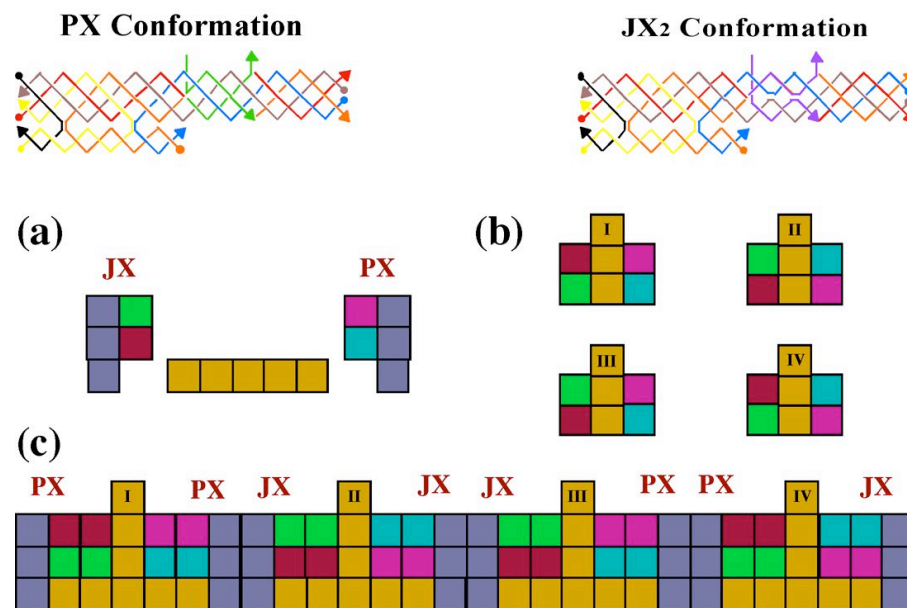 PX Conformation
JX₂ Conformation
(a)
JX
PX
(b)
I
II
III
IV
(c)
PX
I
PX
JX
II
JX
JX
III
PX
PX
IV
JX